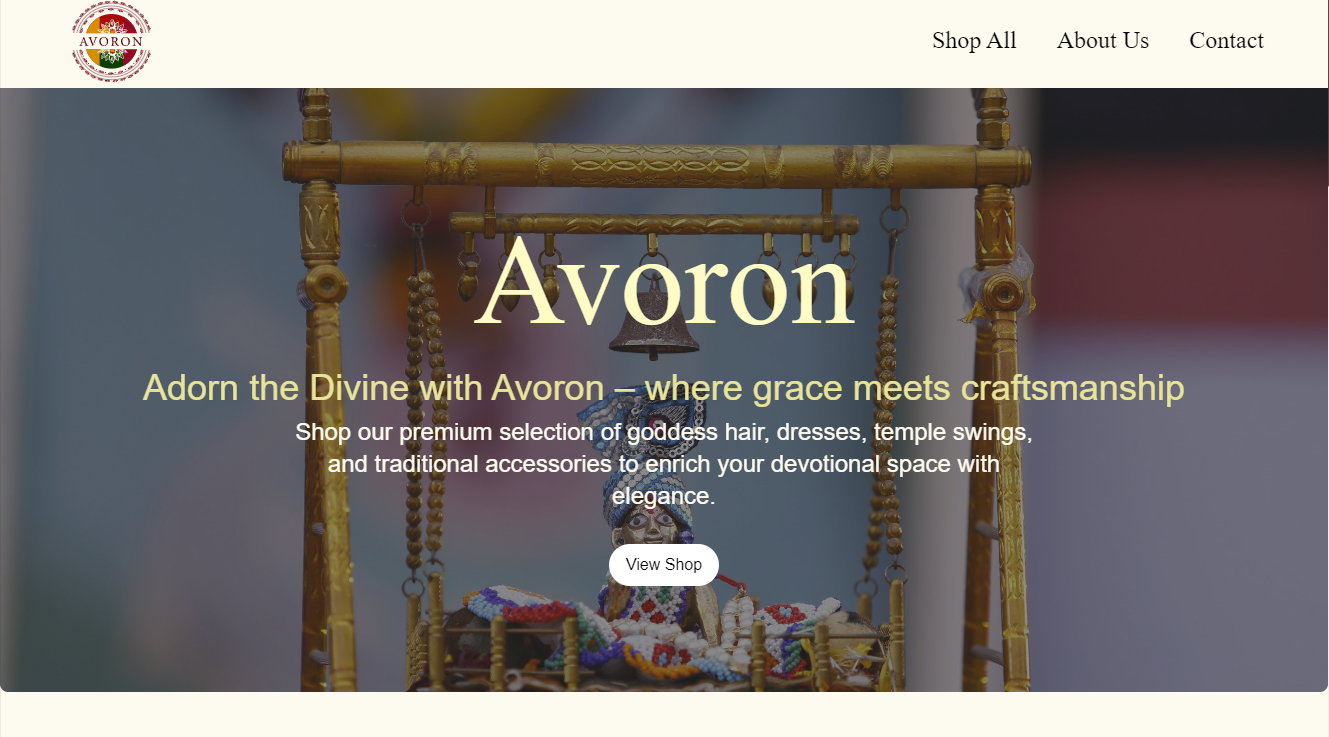 AVORON
Shop All
About Us
Contact
Avoron
Adorn the Divine with Avoron – where grace meets craftsmanship
Shop our premium selection of goddess hair, dresses, temple swings,
and traditional accessories to enrich your devotional space with
elegance.
View Shop